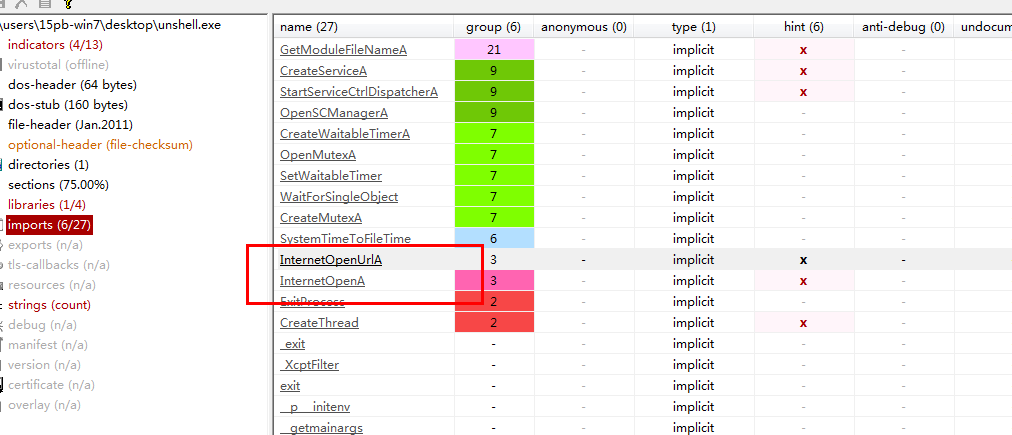 \users\15pb-win7\desktop\unshell.exe
indicators (4/13)
virustotal (offline)
dos-header (64 bytes)
dos-stub (160 bytes)
file-header (Jan.2011)
optional-header (file-checksum)
directories (1)
sections (75.00%)
libraries (1/4)
imports (6/27)
exports (n/a)
tls-callbacks (n/a)
resources (n/a)
strings (count)
debug (n/a)
manifest (n/a)
version (n/a)
certificate (n/a)
overlay (n/a)
name (27) group (6) anonymous (0) type (1) hint (6) anti-debug (0) undocum
GetModuleFileNameA 21 - implicit x -
CreateServiceA 9 - implicit x -
StartServiceCtrlDispatcherA 9 - implicit x -
OpenSCManagerA 9 - implicit - -
CreateWaitableTimerA 7 - implicit - -
OpenMutexA 7 - implicit - -
SetWaitableTimer 7 - implicit - -
WaitForSingleObject 7 - implicit - -
CreateMutexA 7 - implicit - -
SystemTimeToFileTime 6 - implicit - -
InternetOpenUrlA 3 - implicit x -
InternetOpenA 3 - implicit x -
ExitProcess 2 - implicit - -
CreateThread 2 - implicit x -
_exit - - implicit - -
_XcptFilter - - implicit - -
exit - - implicit - -
__p___initenv - - implicit - -
__getmainargs - - implicit - -